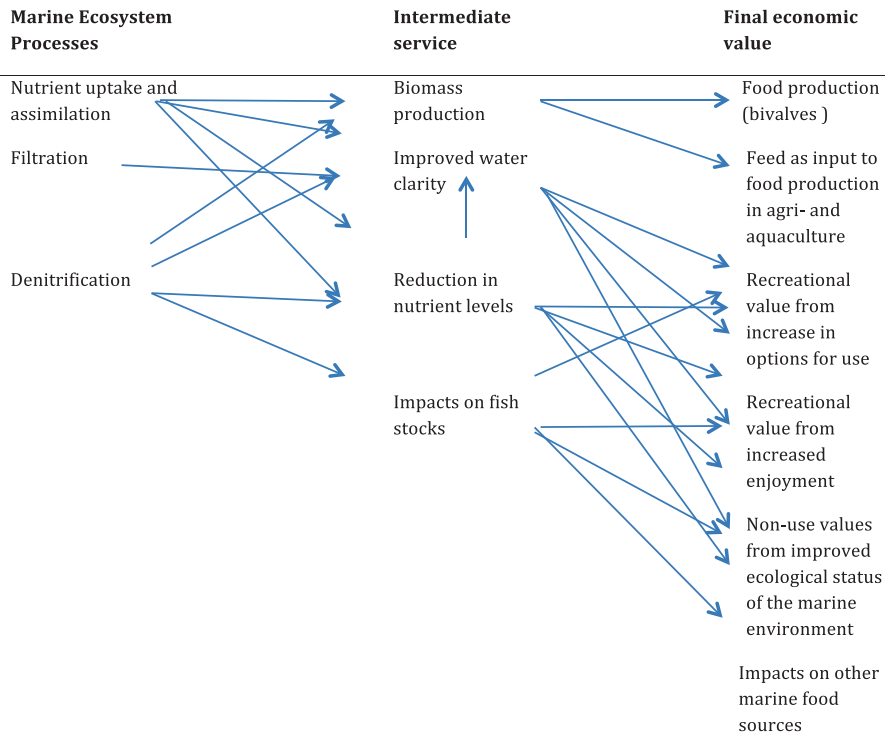 Marine Ecosystem
Processes
Intermediate
service
Final economic
value
Nutrient uptake and
assimilation
Filtration
Denitrification
Biomass
production
Improved water
clarity
Reduction in
nutrient levels
Impacts on fish
stocks
Food production
(bivalves )
Feed as input to
food production
in agri- and
aquaculture
Recreational
value from
increase in
options for use
Recreational
value from
increased
enjoyment
Non-use values
from improved
ecological status
of the marine
environment
Impacts on other
marine food
sources